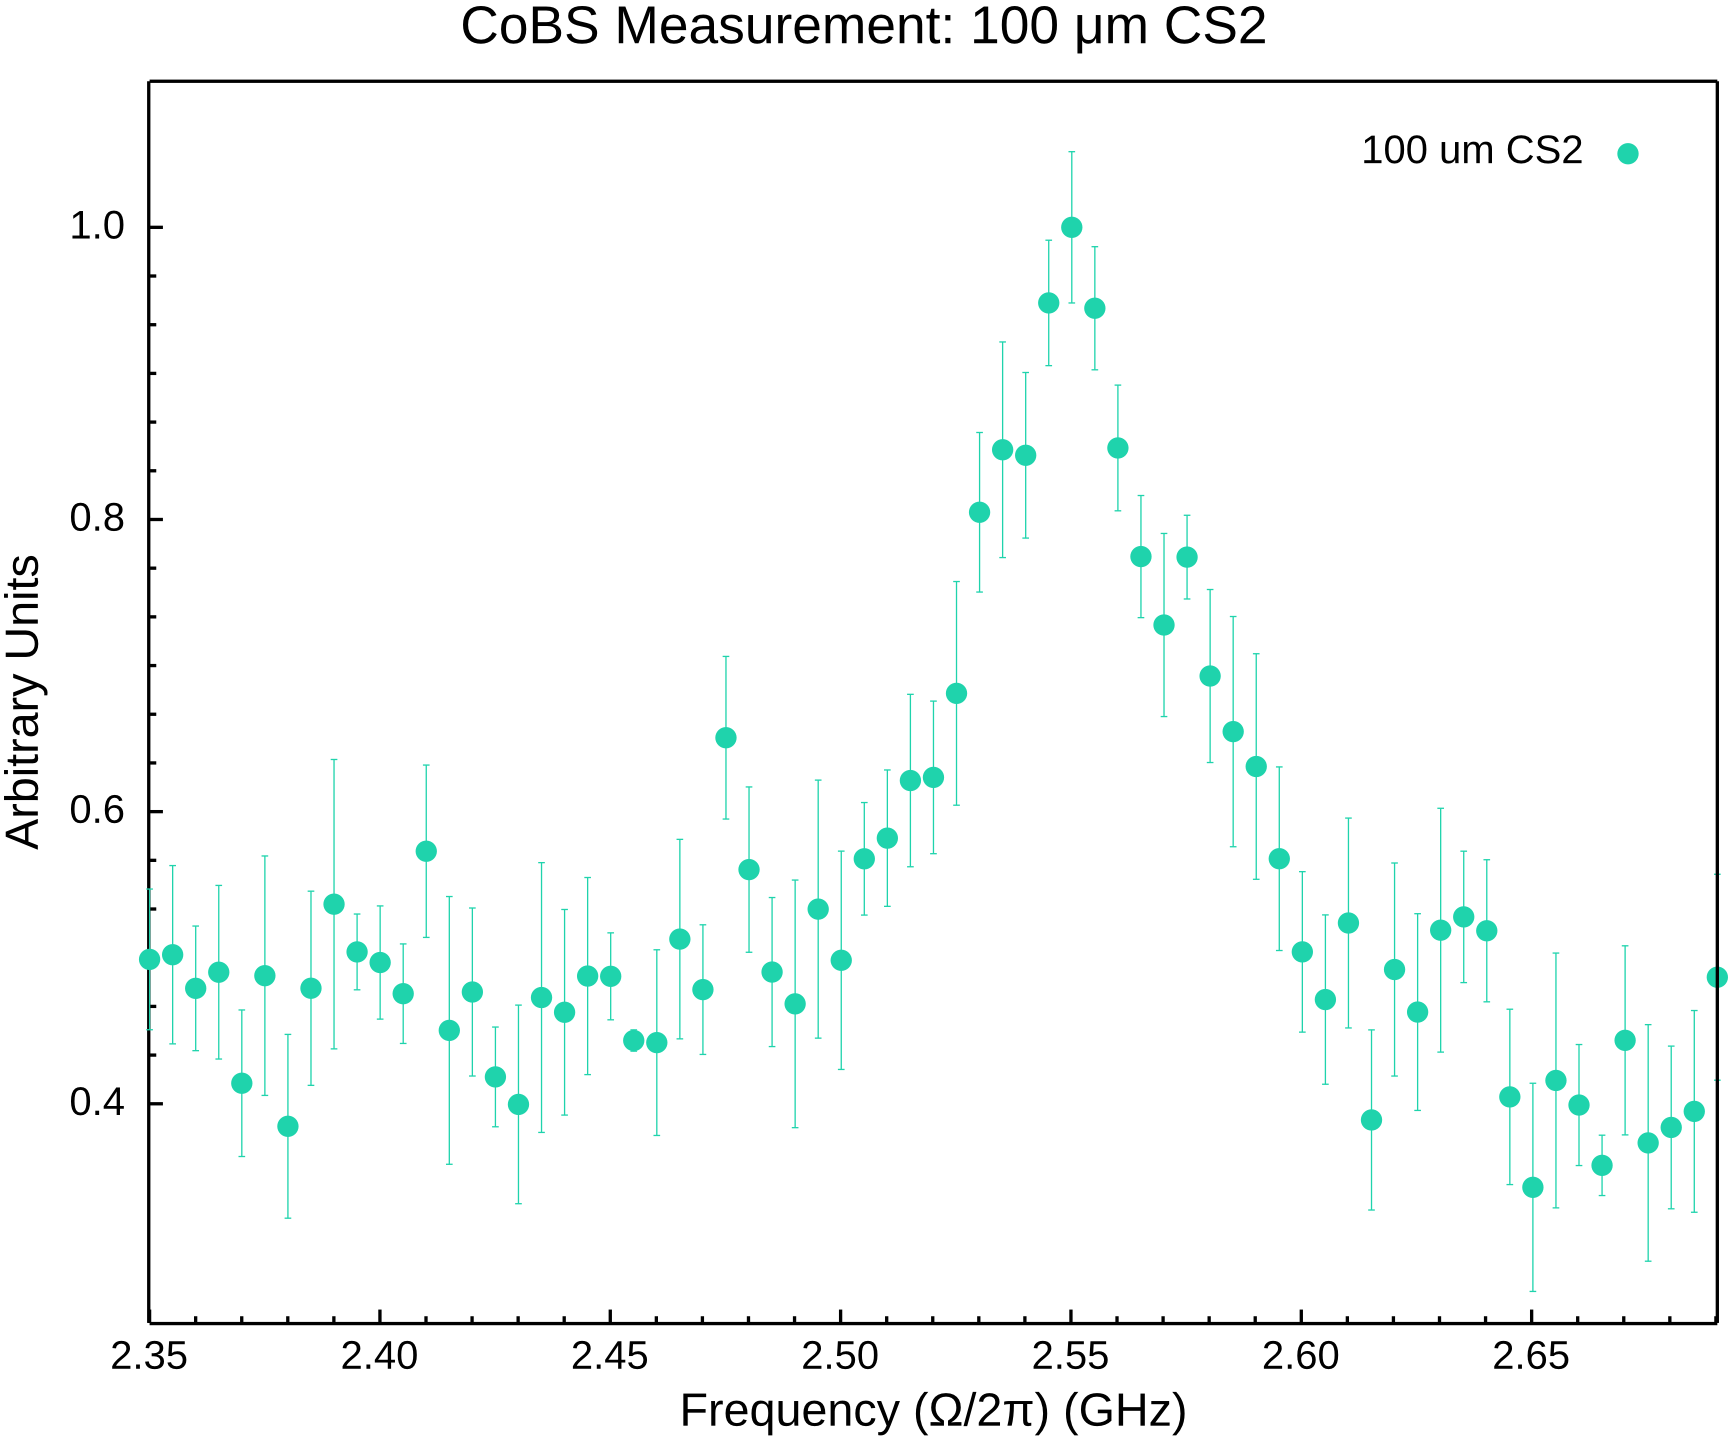 CoBS Measurement: 100 μm CS2
100 um CS2
1.0
0.8
0.6
0.4
Arbitrary Units
2.35 2.40 2.45 2.50 2.55 2.60 2.65
Frequency (Ω/2π) (GHz)